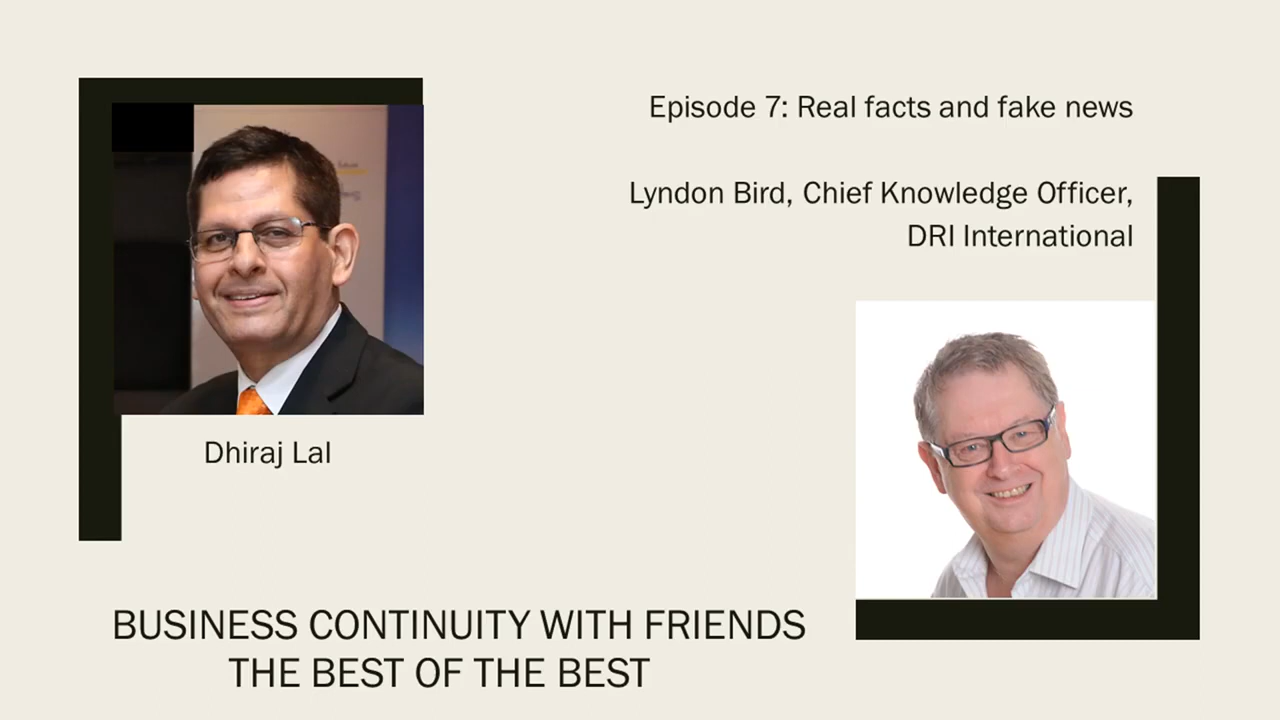 Episode 7: Real facts and fake news
Lyndon Bird, Chief Knowledge Officer,
DRI International
Dhiraj Lal
BUSINESS CONTINUITY WITH FRIENDS
THE BEST OF THE BEST